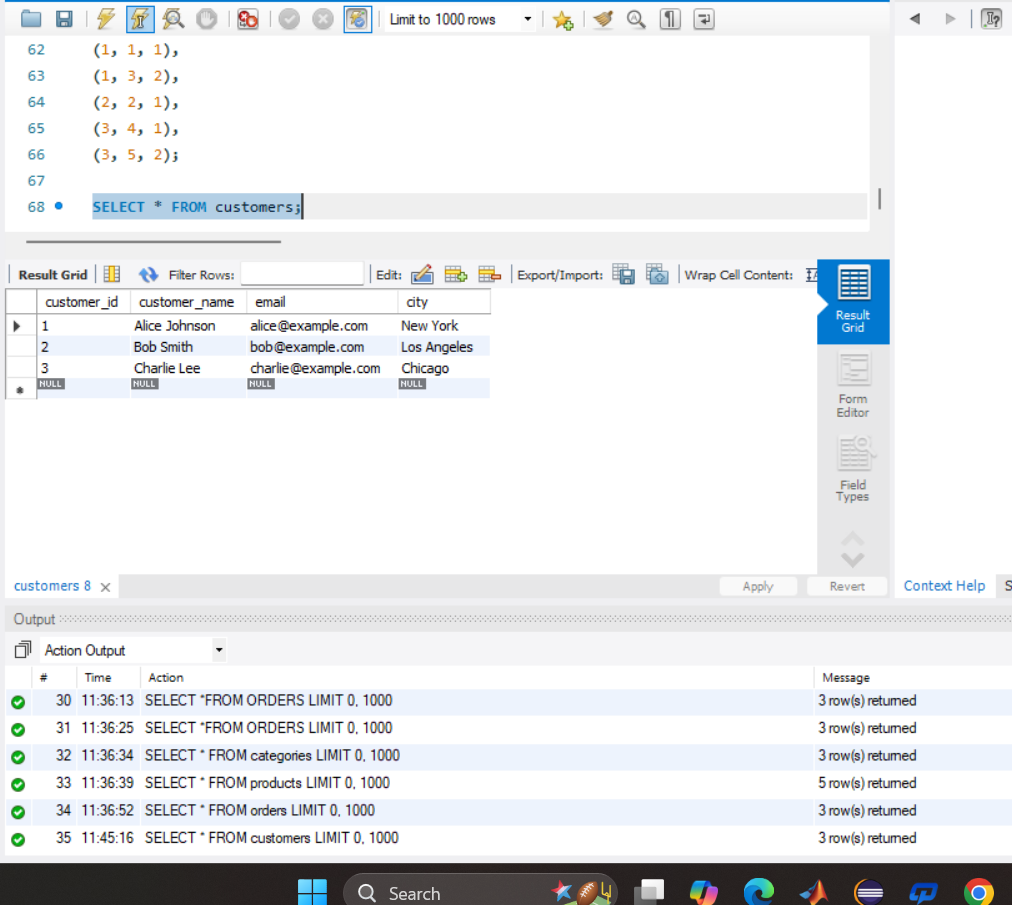 Limit to 1000 rows
62 (1, 1, 1),
63 (1, 3, 2),
64 (2, 2, 1),
65 (3, 4, 1),
66 (3, 5, 2);
67
68 SELECT * FROM customers;
Result Grid Filter Rows: Edit: Export/Import: Wrap Cell Content:
customer_id customer_name email city
1 Alice Johnson alice@example.com New York
2 Bob Smith bob@example.com Los Angeles
3 Charlie Lee charlie@example.com Chicago
NULL NULL NULL NULL
Result
Grid
Form
Editor
Field
Types
customers 8 Apply Revert Context Help S
Output
Action Output
# Time Action Message
30 11:36:13 SELECT *FROM ORDERS LIMIT 0, 1000 3 row(s) returned
31 11:36:25 SELECT *FROM ORDERS LIMIT 0, 1000 3 row(s) returned
32 11:36:34 SELECT * FROM categories LIMIT 0, 1000 3 row(s) returned
33 11:36:39 SELECT * FROM products LIMIT 0, 1000 5 row(s) returned
34 11:36:52 SELECT * FROM orders LIMIT 0, 1000 3 row(s) returned
35 11:45:16 SELECT * FROM customers LIMIT 0, 1000 3 row(s) returned
Search